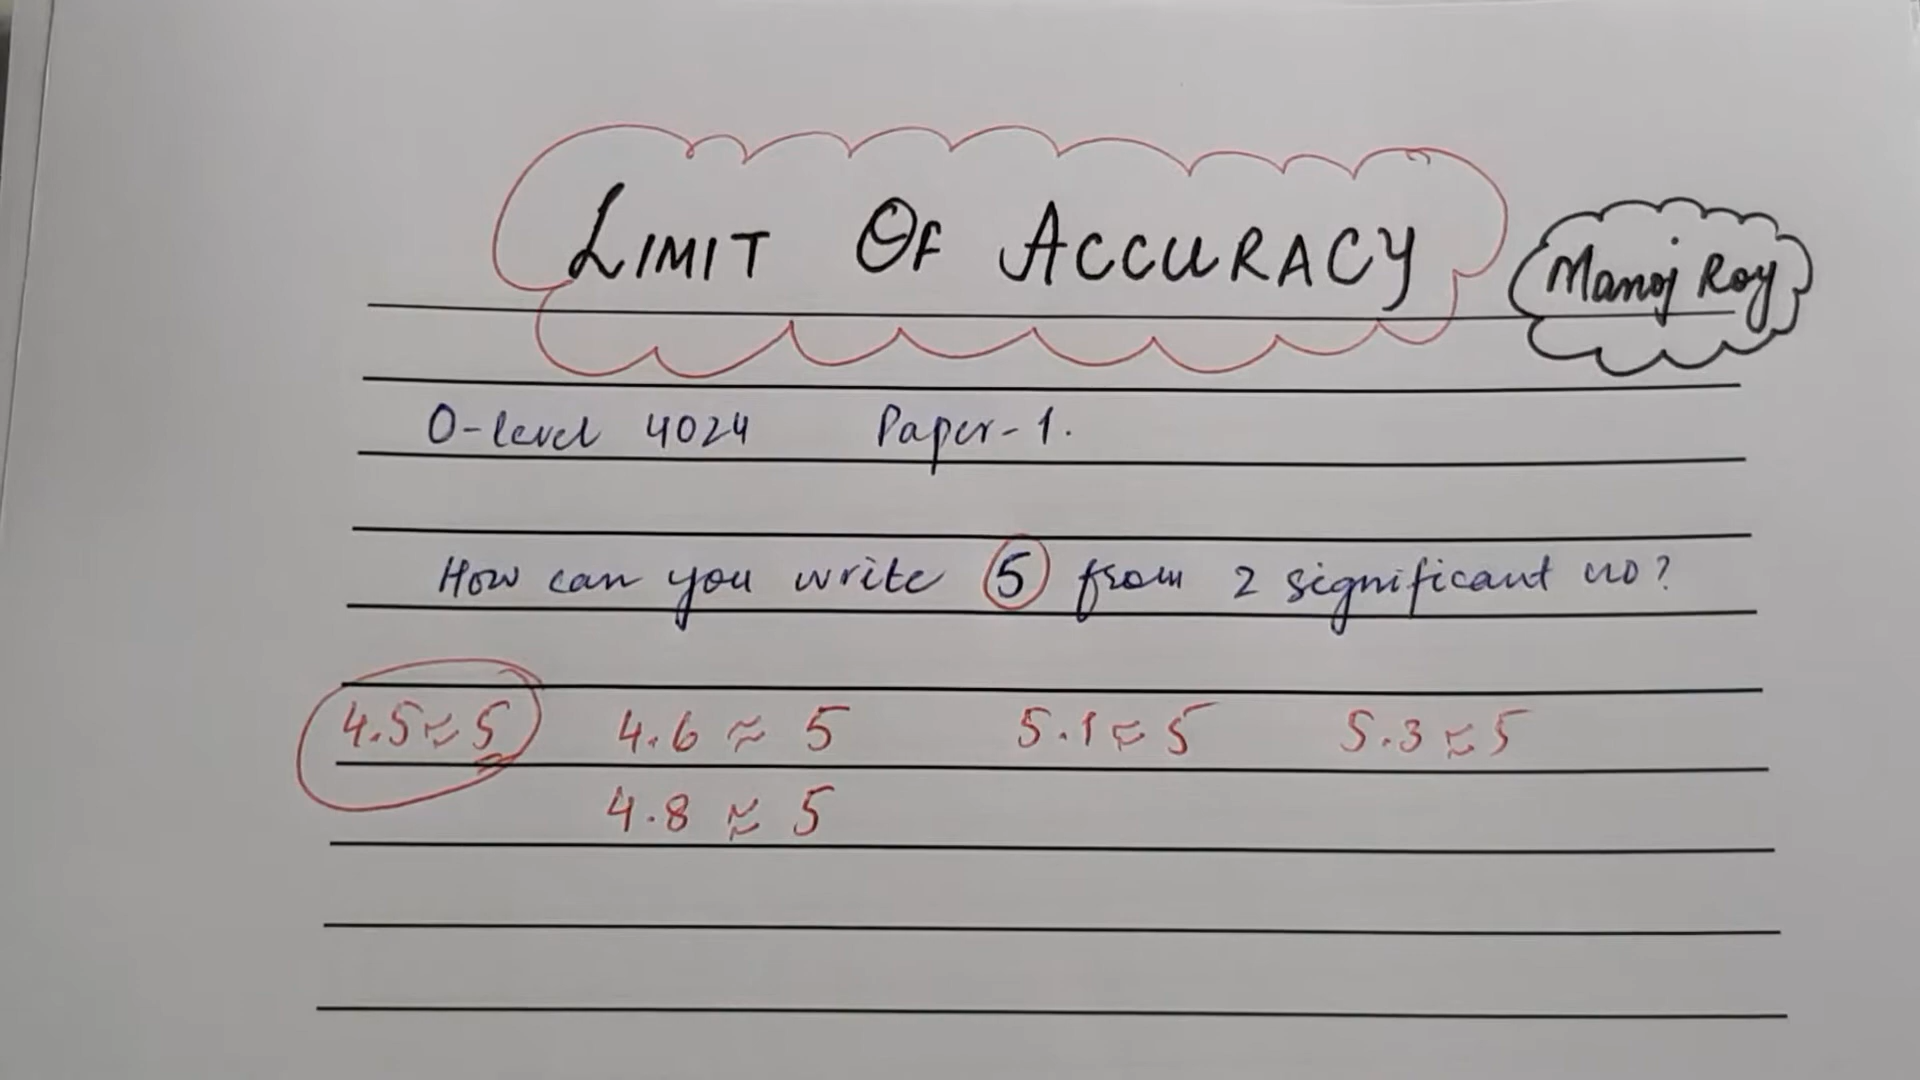 LIMIT OF ACCURACY
Manoj Roy
O-level 4024 Paper-1.
How can you write 5 from 2 significant no?
4.5≈5 4.6 ≈ 5 5.1≈5 5.3≈5
4.8 ≈ 5